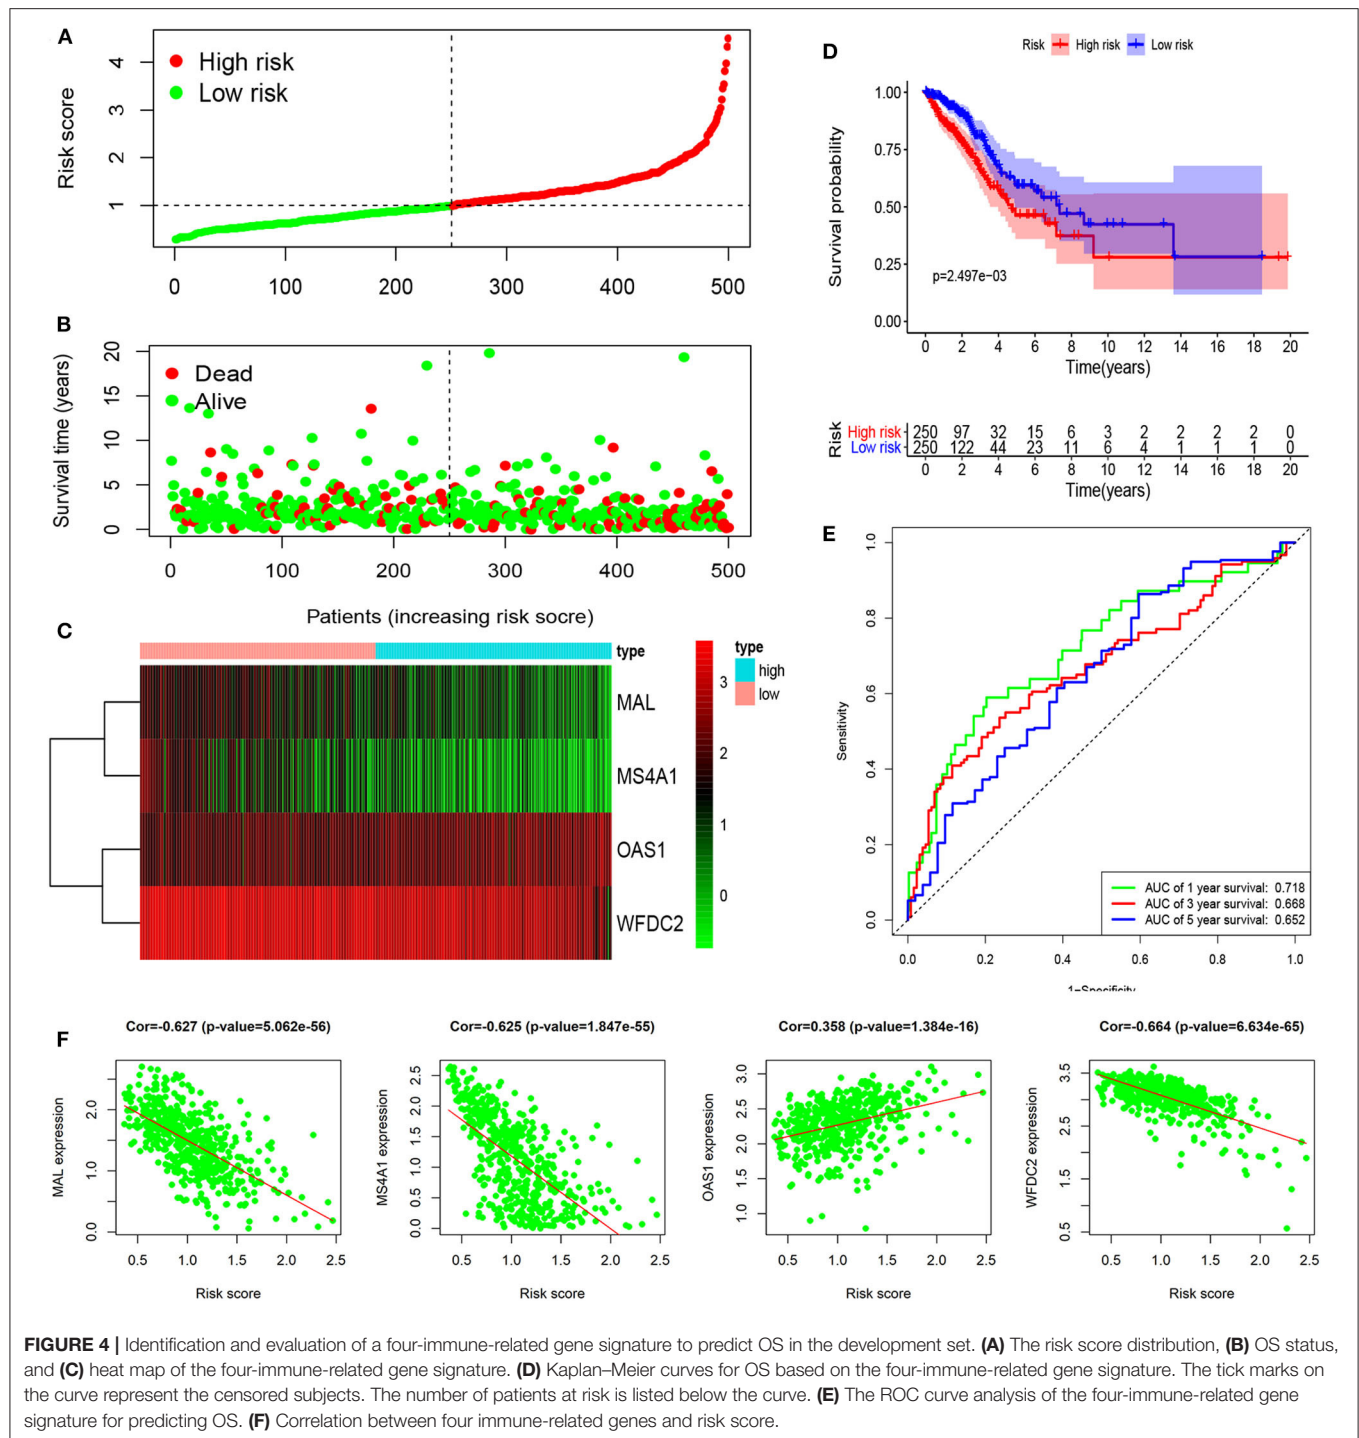 A
Risk score
4
3
2
1
High risk
Low risk
0 100 200 300 400 500
B
Survival time (years)
20
15
10
5
0
Dead
Alive
0 100 200 300 400 500
Patients (increasing risk socre)
C
type
MAL
MS4A1
OAS1
WFDC2
3
2
1
0
type
high
low
D
Risk High risk Low risk
Survival probability
1.00
0.75
0.50
0.25
0.00
p=2.497e−03
0 2 4 6 8 10 12 14 16 18 20
Time(years)
Risk
High risk 250 97 32 15 6 3 2 2 2 2 0
Low risk 250 122 44 23 11 6 4 1 1 1 0
0 2 4 6 8 10 12 14 16 18 20
Time(years)
E
Sensitivity
1.0
0.8
0.6
0.4
0.2
0.0
AUC of 1 year survival: 0.718
AUC of 3 year survival: 0.668
AUC of 5 year survival: 0.652
0.0 0.2 0.4 0.6 0.8 1.0
1−Specificity
F
Cor=-0.627 (p-value=5.062e-56)
MAL expression
2.0
1.0
0.0
0.5 1.0 1.5 2.0 2.5
Risk score
Cor=-0.625 (p-value=1.847e-55)
MS4A1 expression
2.5
2.0
1.5
1.0
0.5
0.0
0.5 1.0 1.5 2.0 2.5
Risk score
Cor=0.358 (p-value=1.384e-16)
OAS1 expression
3.0
2.5
2.0
1.5
1.0
0.5 1.0 1.5 2.0 2.5
Risk score
Cor=-0.664 (p-value=6.634e-65)
WFDC2 expression
3.5
2.5
1.5
0.5
0.5 1.0 1.5 2.0 2.5
Risk score
FIGURE 4 | Identification and evaluation of a four-immune-related gene signature to predict OS in the development set. (A) The risk score distribution, (B) OS status,
and (C) heat map of the four-immune-related gene signature. (D) Kaplan–Meier curves for OS based on the four-immune-related gene signature. The tick marks on
the curve represent the censored subjects. The number of patients at risk is listed below the curve. (E) The ROC curve analysis of the four-immune-related gene
signature for predicting OS. (F) Correlation between four immune-related genes and risk score.